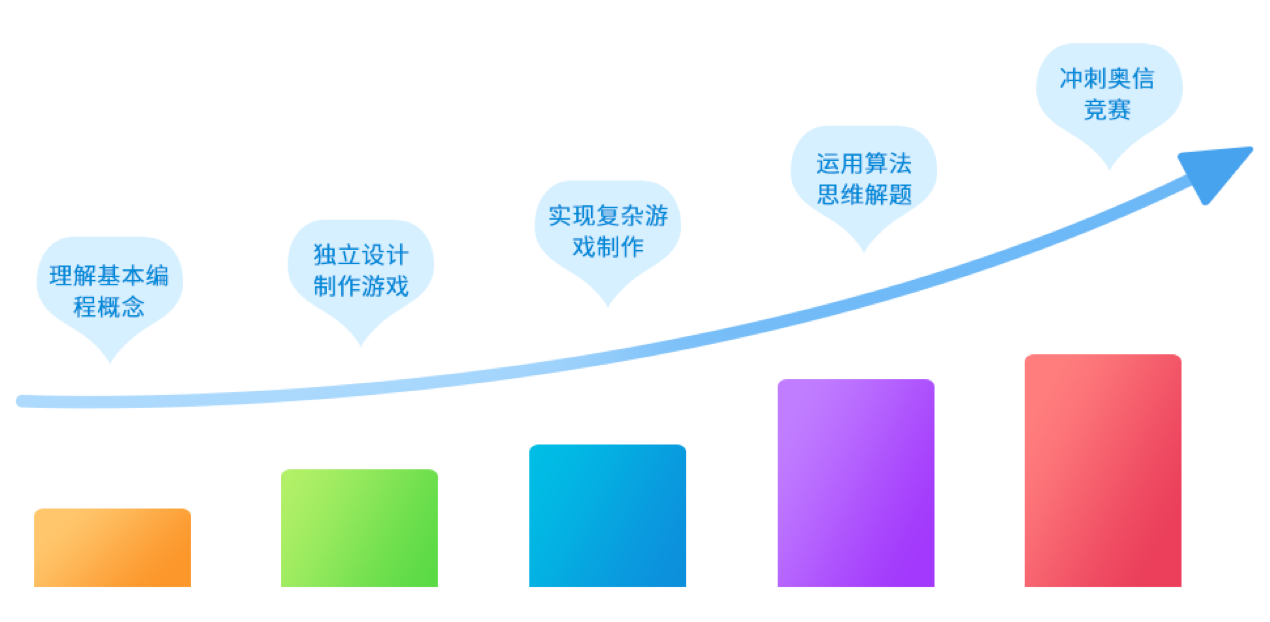 理解基本编
程概念
独立设计
制作游戏
实现复杂游
戏制作
运用算法
思维解题
冲刺奥信
竞赛